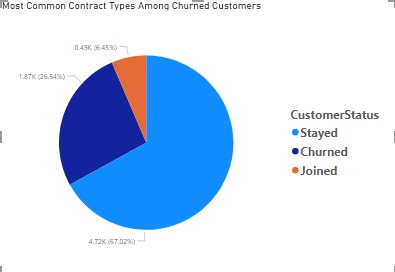 Most Common Contract Types Among Churned Customers
0.45K (6.45%)
1.87K (26.54%)
CustomerStatus
Stayed
Churned
Joined
4.72K (67.02%)